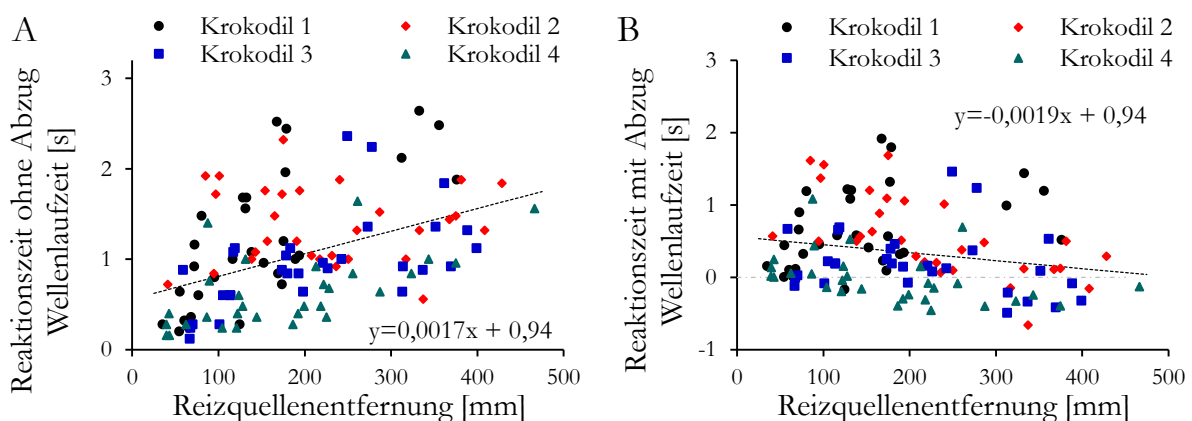 A
Krokodil 1
Krokodil 2
Krokodil 3
Krokodil 4
Reaktionszeit ohne Abzug
Wellenlaufzeit [s]
3
2
1
0
y=0,0017x + 0,94
0 100 200 300 400 500
Reizquellenentfernung [mm]
B
Krokodil 1
Krokodil 2
Krokodil 3
Krokodil 4
Reaktionszeit mit Abzug
Wellenlaufzeit [s]
3
2
1
0
-1
y=-0,0019x + 0,94
0 100 200 300 400 500
Reizquellenentfernung [mm]